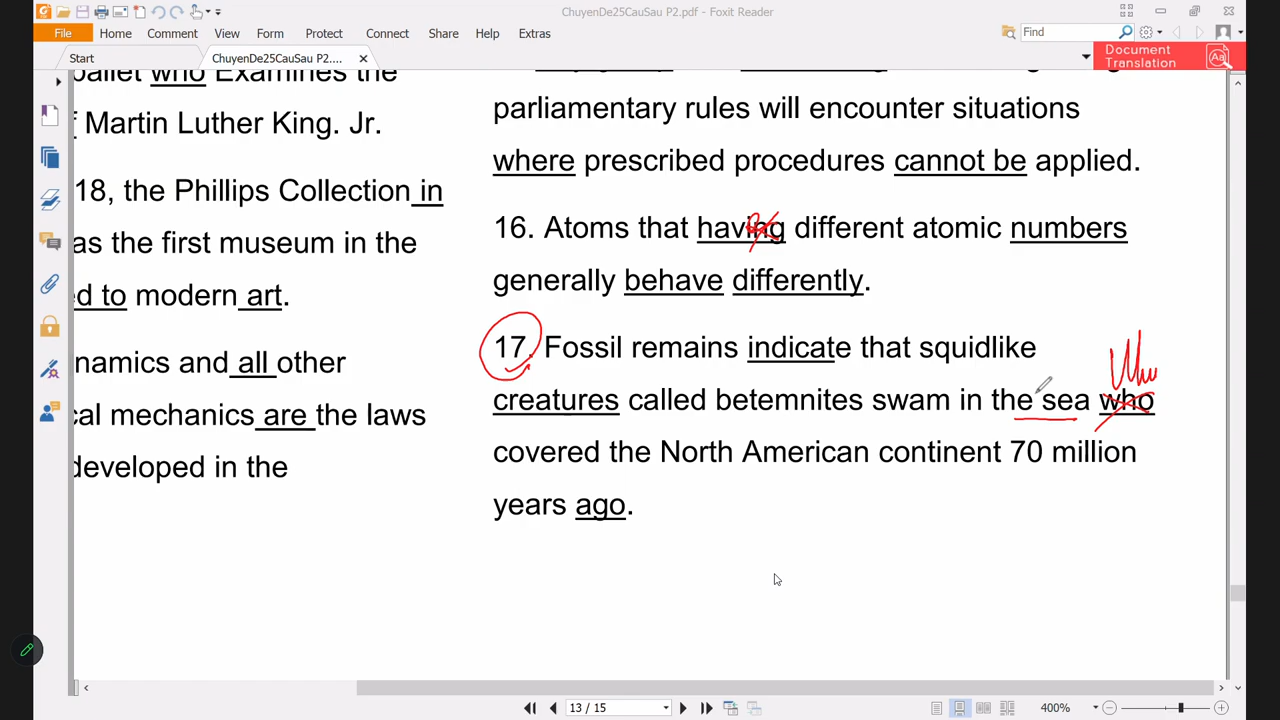 ChuyenDe25CauSau P2.pdf - Foxit Reader
File Home Comment View Form Protect Connect Share Help Extras
Find
Start
ChuyenDe25CauSau P2....
Document
Translation
ballet who Examines the
Martin Luther King. Jr.
18, the Phillips Collection in
as the first museum in the
ed to modern art.
namics and all other
cal mechanics are the laws
developed in the
parliamentary rules will encounter situations
where prescribed procedures cannot be applied.
16. Atoms that having different atomic numbers
generally behave differently.
17. Fossil remains indicate that squidlike
creatures called betemnites swam in the sea who
covered the North American continent 70 million
years ago.
13 / 15
400%